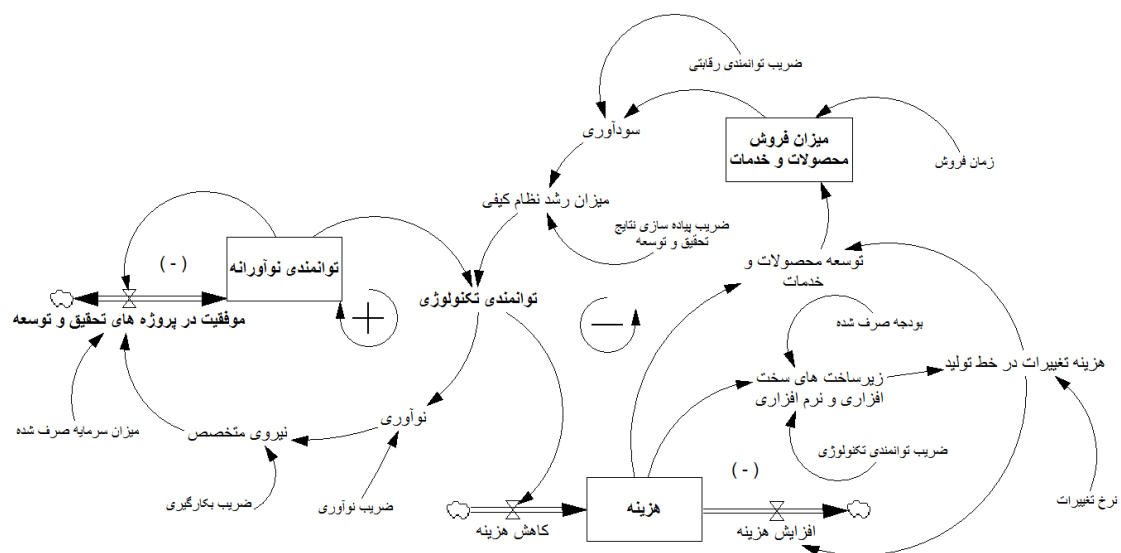 ضریب توانمندی رقابتی
سودآوری
میزان فروش
محصولات و خدمات
زمان فروش
میزان رشد نظام کیفی
ضریب پیاده سازی نتایج
تحقیق و توسعه
(-)
توانمندی نوآورانه
توسعه محصولات و
خدمات
توانمندی تکنولوژی
موفقیت در پروژه های تحقیق و توسعه
بودجه صرف شده
هزینه تغییرات در خط تولید
زیرساخت های سخت
افزاری و نرم افزاری
نوآوری
نیروی متخصص
میزان سرمایه صرف شده
ضریب توانمندی تکنولوژی
(-)
ضریب بکارگیری
ضریب نوآوری
نرخ تغییرات
هزینه
کاهش هزینه
افزایش هزینه